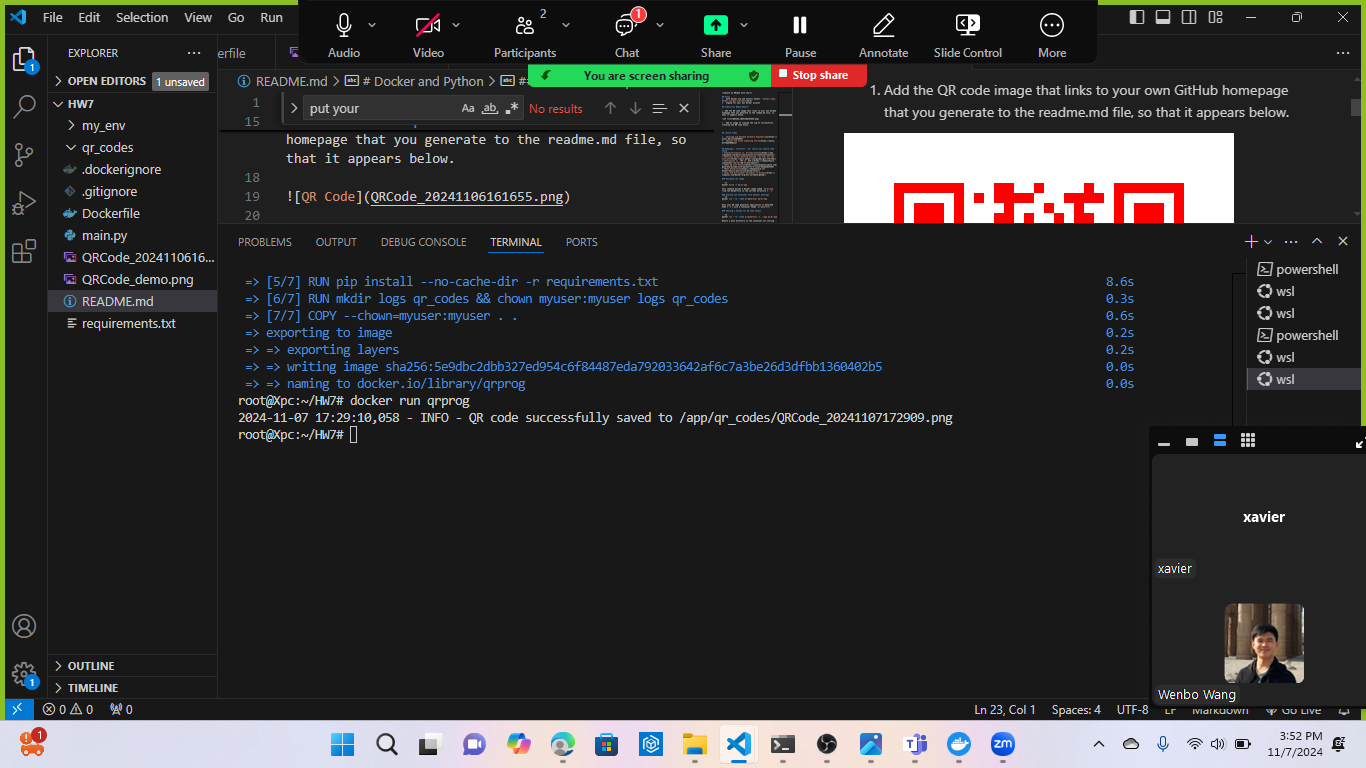 File Edit Selection View Go Run
Audio
Video
2
Participants
1
Chat
Share
Pause
Annotate
Slide Control
More
You are screen sharing
Stop share
EXPLORER
OPEN EDITORS 1 unsaved
HW7
my_env
qr_codes
.dockerignore
.gitignore
Dockerfile
main.py
QRCode_2024110616...
QRCode_demo.png
README.md
requirements.txt
OUTLINE
TIMELINE
erfile
README.md > # Docker and Python >
put your
Aa ab .*
No results
1
15
homepage that you generate to the readme.md file, so
that it appears below.
18
19 ![QR Code](QRCode_20241106161655.png)
20
1. Add the QR code image that links to your own GitHub homepage
that you generate to the readme.md file, so that it appears below.
PROBLEMS OUTPUT DEBUG CONSOLE TERMINAL PORTS
=> [5/7] RUN pip install --no-cache-dir -r requirements.txt 8.6s
=> [6/7] RUN mkdir logs qr_codes && chown myuser:myuser logs qr_codes 0.3s
=> [7/7] COPY --chown=myuser:myuser . . 0.6s
=> exporting to image 0.2s
=> => exporting layers 0.2s
=> => writing image sha256:5e9dbc2dbb327ed954c6f84487eda792033642af6c7a3be26d3dfbb1360402b5 0.0s
=> => naming to docker.io/library/qrprog 0.0s
root@Xpc:~/HW7# docker run qrprog
2024-11-07 17:29:10,058 - INFO - QR code successfully saved to /app/qr_codes/QRCode_20241107172909.png
root@Xpc:~/HW7#
powershell
wsl
wsl
powershell
wsl
wsl
xavier
xavier
Wenbo Wang
1
1
0 0 0
Ln 23, Col 1 Spaces: 4 UTF-8 LF Markdown Go Live
1
zm
3:52 PM
11/7/2024